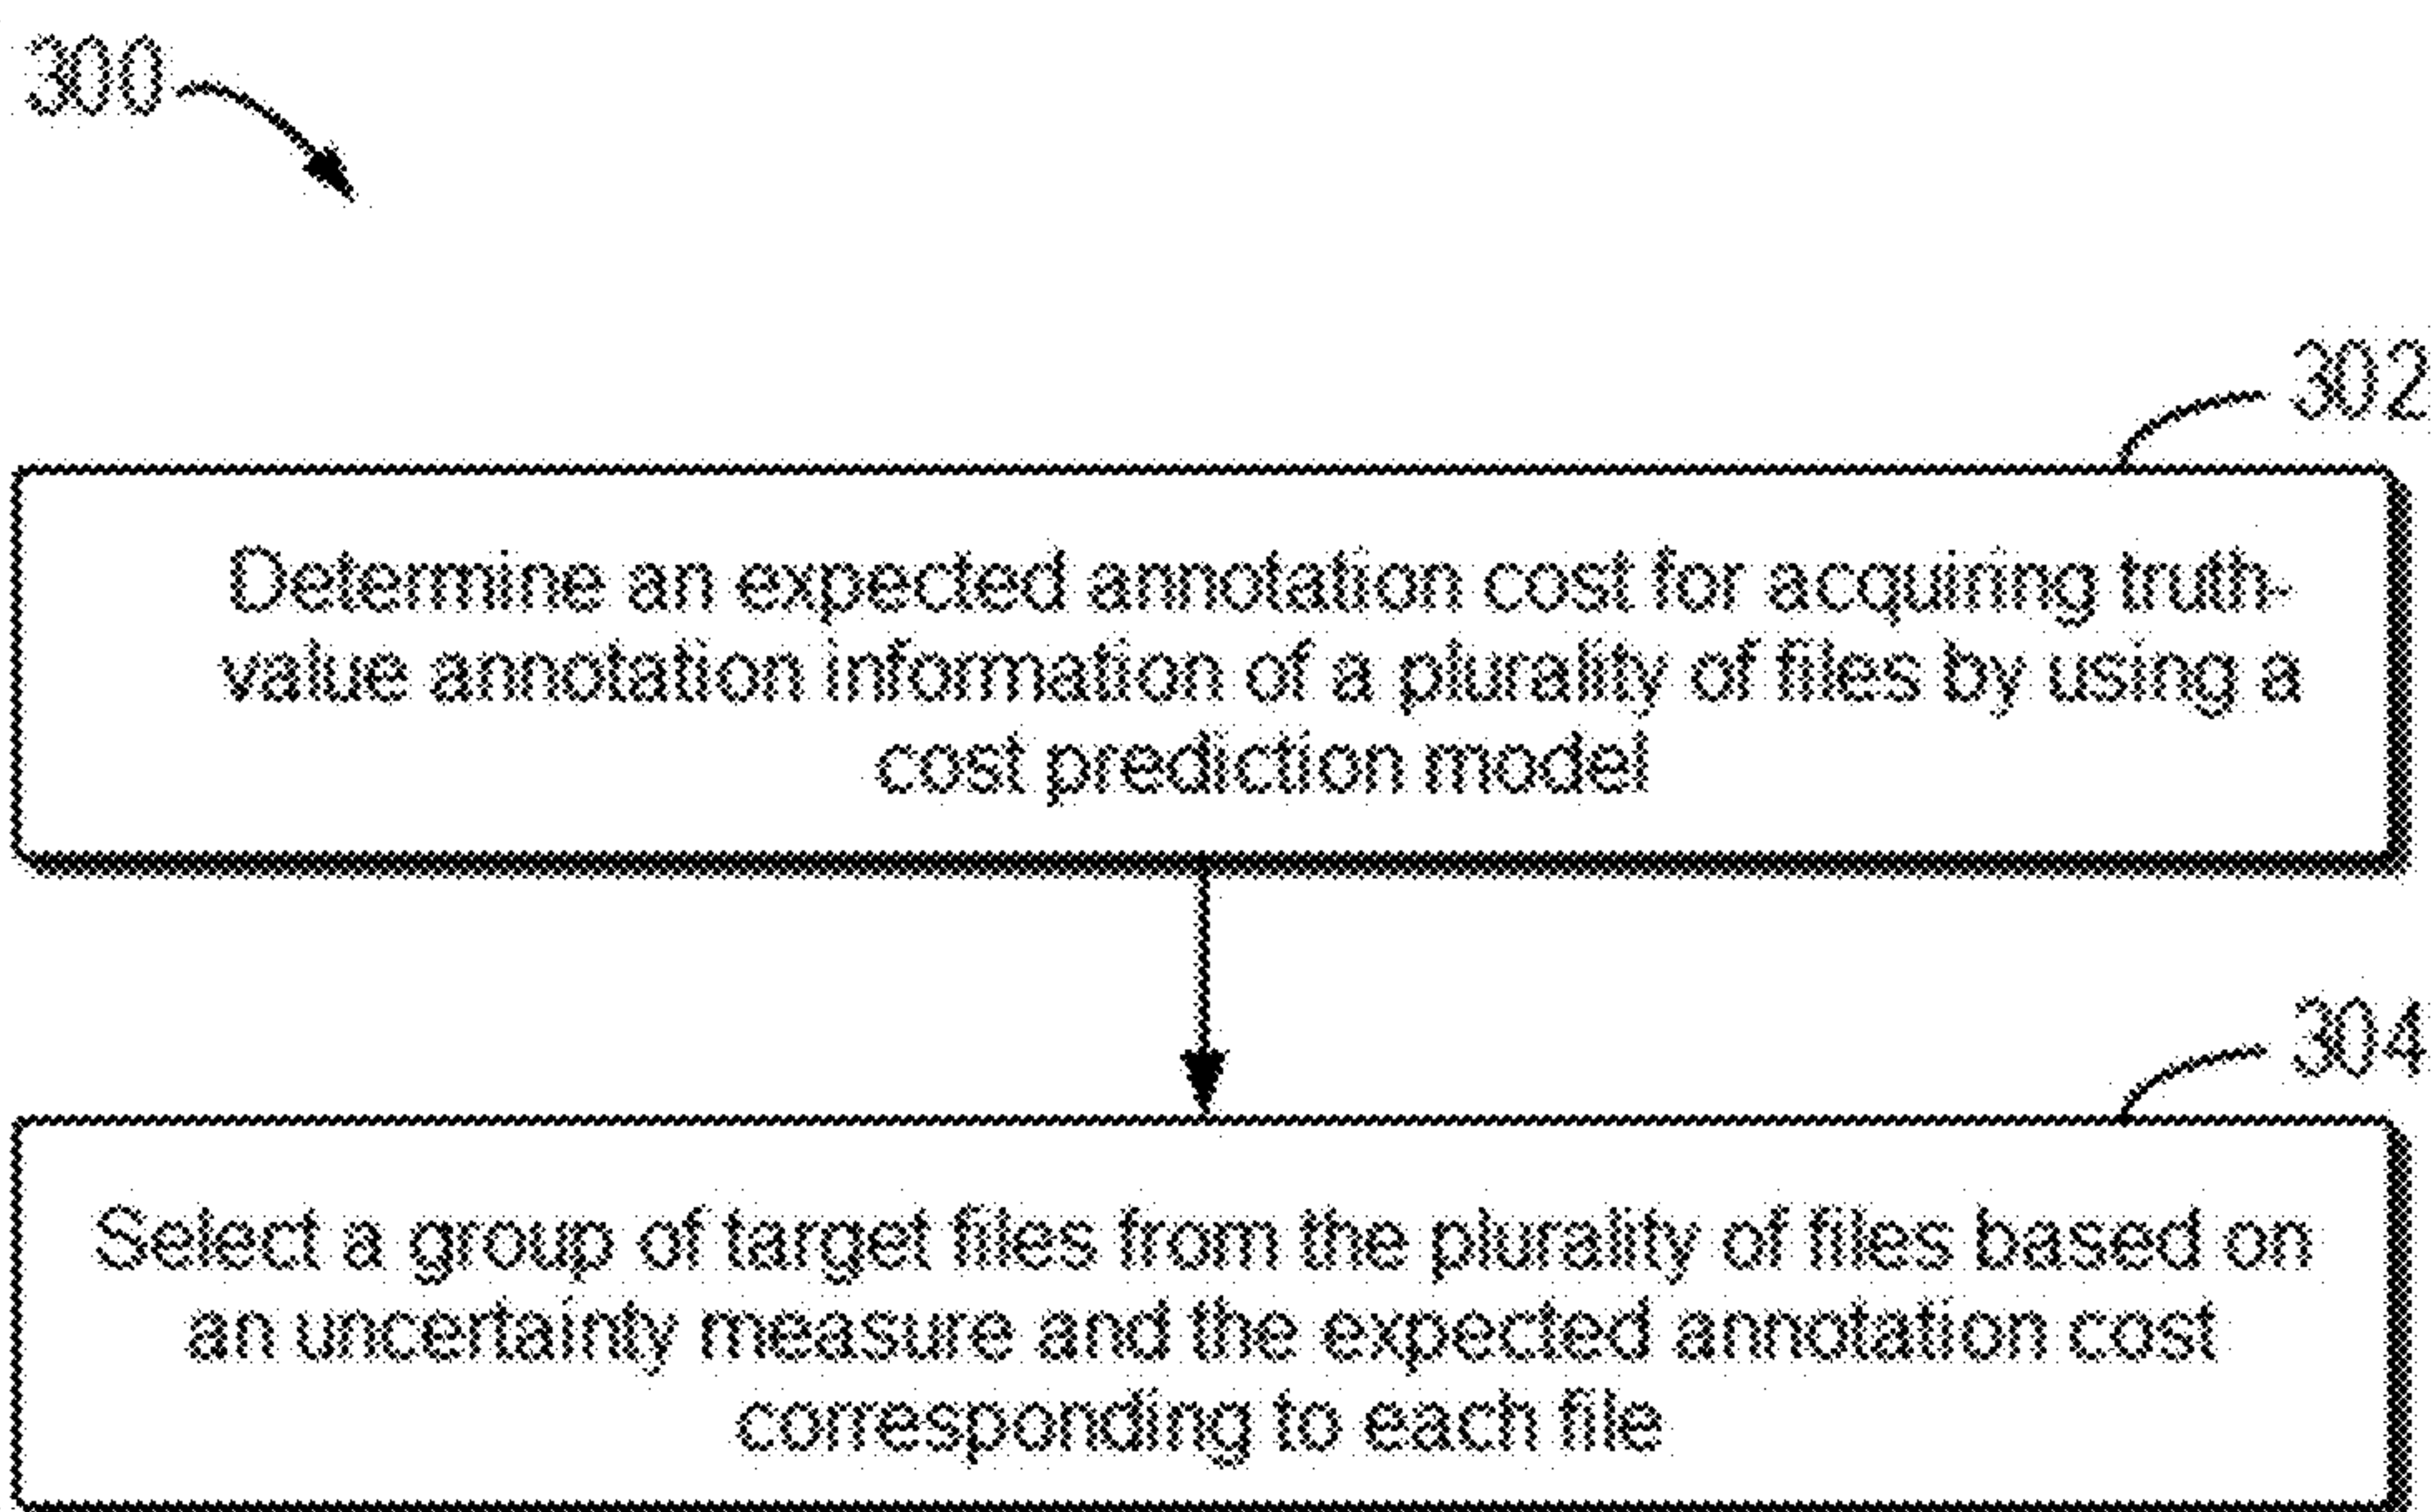 300
302
Determine an expected annotation cost for acquiring truth-
value annotation information of a plurality of files by using a
cost prediction model
304
Select a group of target files from the plurality of files based on
an uncertainty measure and the expected annotation cost
corresponding to each file